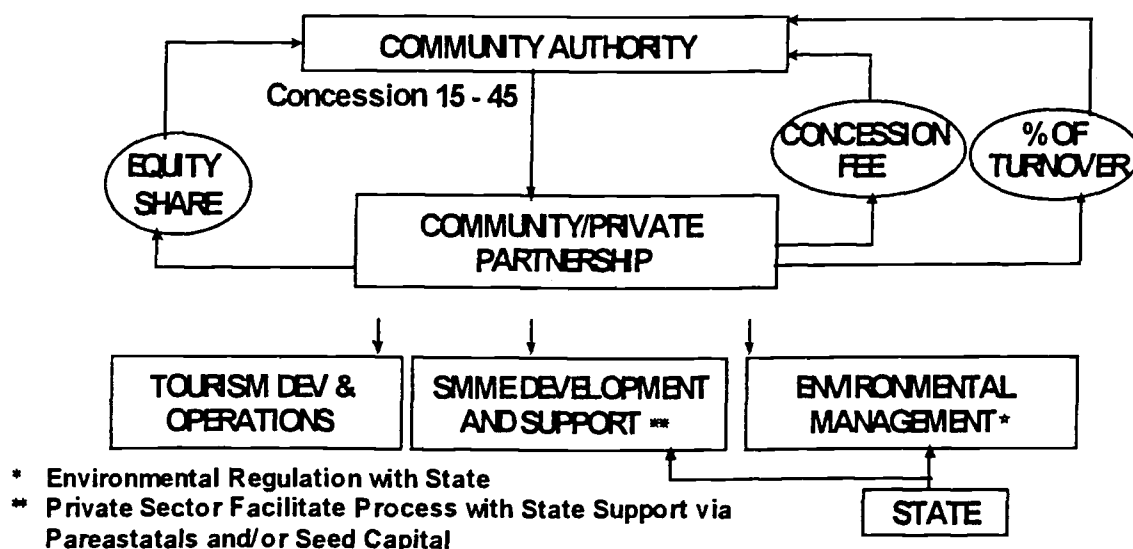 COMMUNITY AUTHORITY
Concession 15 - 45
EQUITY
SHARE
CONCESSION
FEE
% OF
TURNOVER
COMMUNITY/PRIVATE
PARTNERSHIP
TOURISM DEV &
OPERATIONS
SMME DEVELOPMENT
AND SUPPORT **
ENVIRONMENTAL
MANAGEMENT *
* Environmental Regulation with State
** Private Sector Facilitate Process with State Support via
Pareastatals and/or Seed Capital
STATE